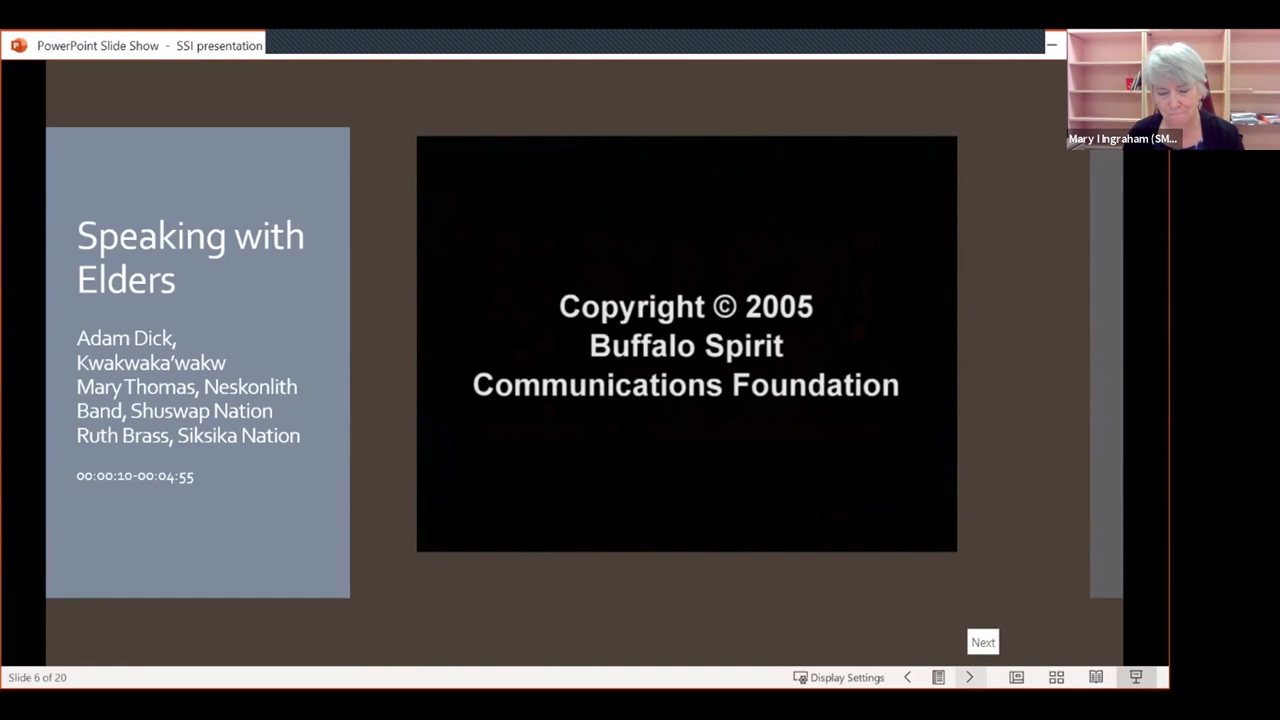 PowerPoint Slide Show - SSI presentation
Mary I Ingraham (SM...
Speaking with
Elders
Adam Dick,
Kwakwaka‘wakw
Mary Thomas, Neskonlith
Band, Shuswap Nation
Ruth Brass, Siksika Nation
00:00:10-00:04:55
Copyright © 2005
Buffalo Spirit
Communications Foundation
Next
Slide 6 of 20
Display Settings